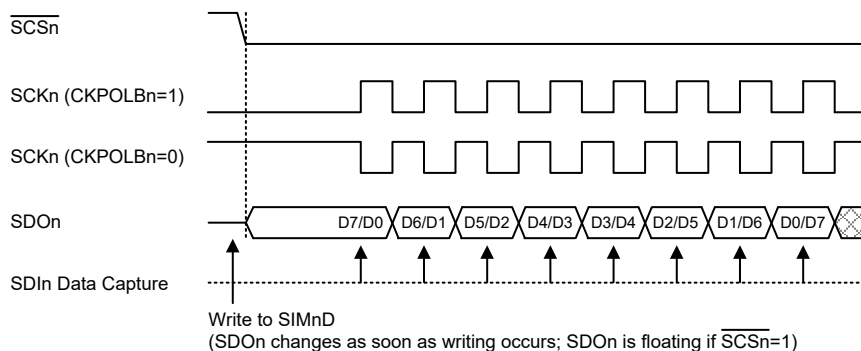 SCSn
SCKn (CKPOLBn=1)
SCKn (CKPOLBn=0)
SDOn D7/D0 D6/D1 D5/D2 D4/D3 D3/D4 D2/D5 D1/D6 D0/D7
SDIn Data Capture
Write to SIMnD
(SDOn changes as soon as writing occurs; SDOn is floating if SCSn=1)